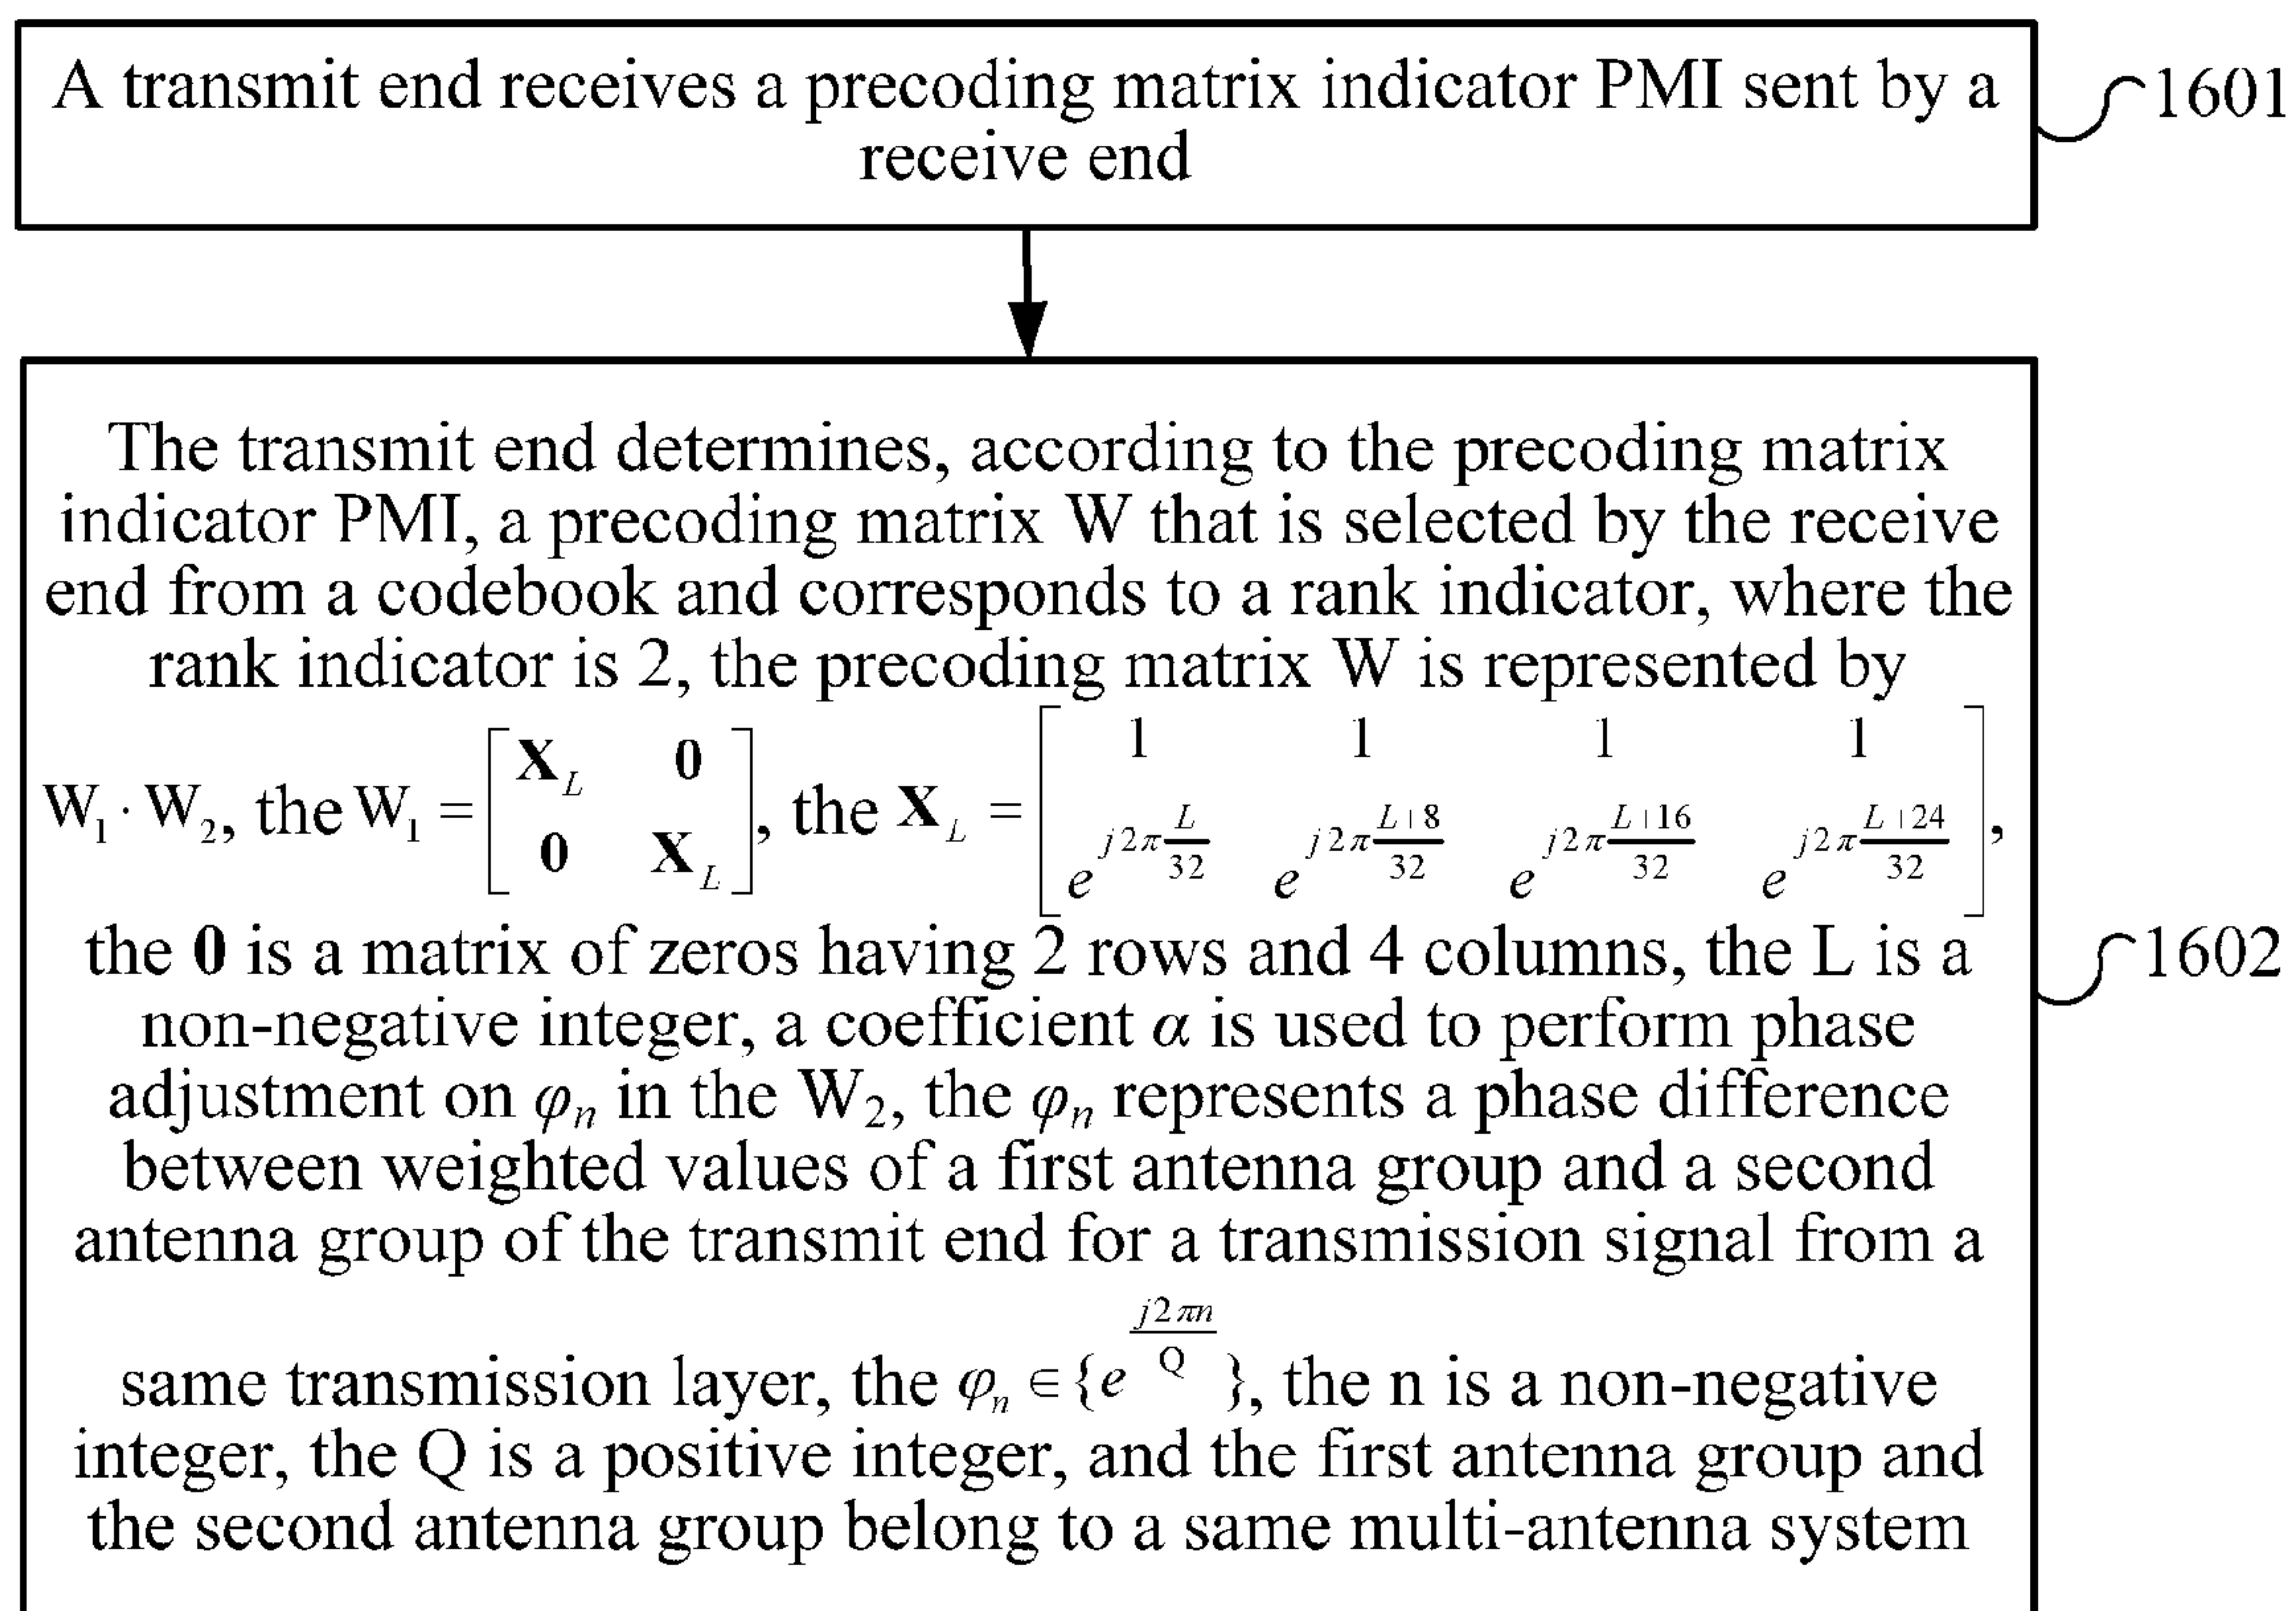 A transmit end receives a precoding matrix indicator PMI sent by a
receive end
1601
The transmit end determines, according to the precoding matrix
indicator PMI, a precoding matrix W that is selected by the receive
end from a codebook and corresponds to a rank indicator, where the
rank indicator is 2, the precoding matrix W is represented by
W₁ · W₂, the W₁ = [X_L 0; 0 X_L], the X_L = [1 1 1 1; e^{j2π L/32} e^{j2π (L+8)/32} e^{j2π (L+16)/32} e^{j2π (L+24)/32}],
the 0 is a matrix of zeros having 2 rows and 4 columns, the L is a
non-negative integer, a coefficient α is used to perform phase
adjustment on φₙ in the W₂, the φₙ represents a phase difference
between weighted values of a first antenna group and a second
antenna group of the transmit end for a transmission signal from a
same transmission layer, the φₙ ∈ {e^{j2πn/Q}}, the n is a non-negative
integer, the Q is a positive integer, and the first antenna group and
the second antenna group belong to a same multi-antenna system
1602